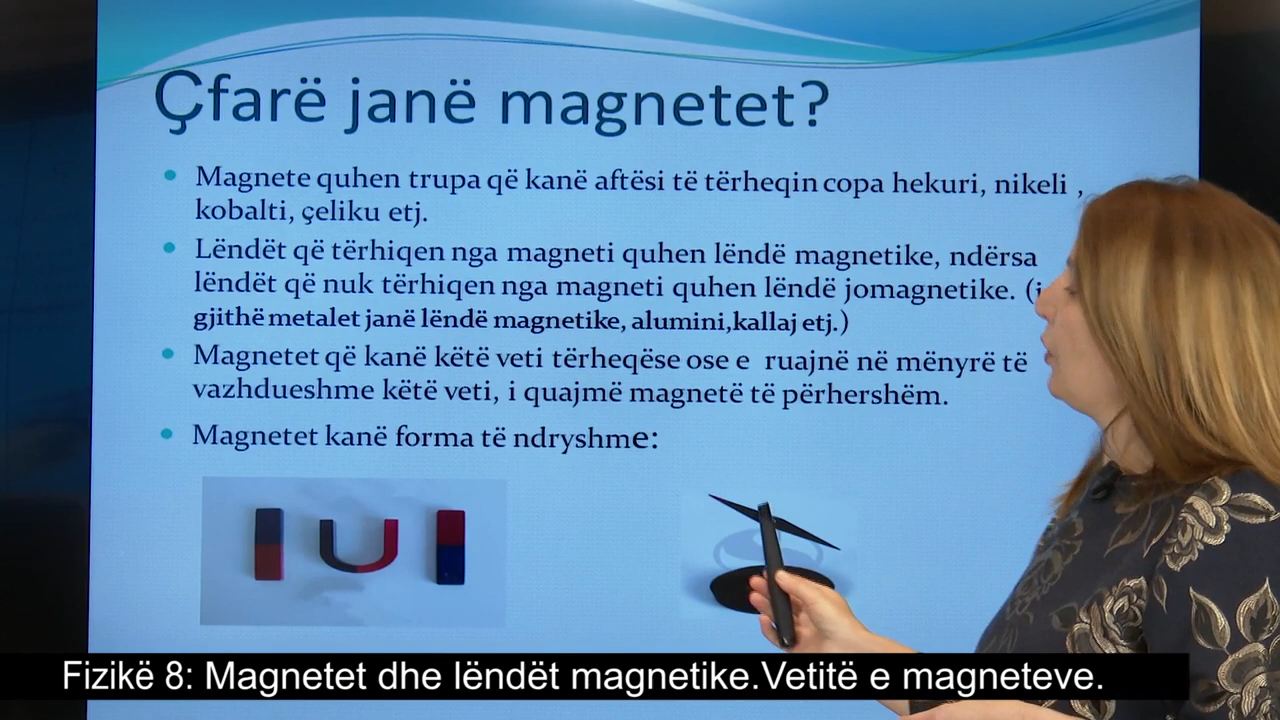 Çfarë janë magnetet?
Magnete quhen trupa që kanë aftësi të tërheqin copa hekuri, nikeli ,
kobalti, çeliku etj.
Lëndët që tërhiqen nga magneti quhen lëndë magnetike, ndërsa
lëndët që nuk tërhiqen nga magneti quhen lëndë jomagnetike. (
gjithë metalet janë lëndë magnetike, alumini,kallaj etj.)
Magnetet që kanë këtë veti tërheqëse ose e ruajnë në mënyrë të
vazhdueshme këtë veti, i quajmë magnetë të përhershëm.
Magnetet kanë forma të ndryshme:
Fizikë 8: Magnetet dhe lëndët magnetike.Vetitë e magneteve.